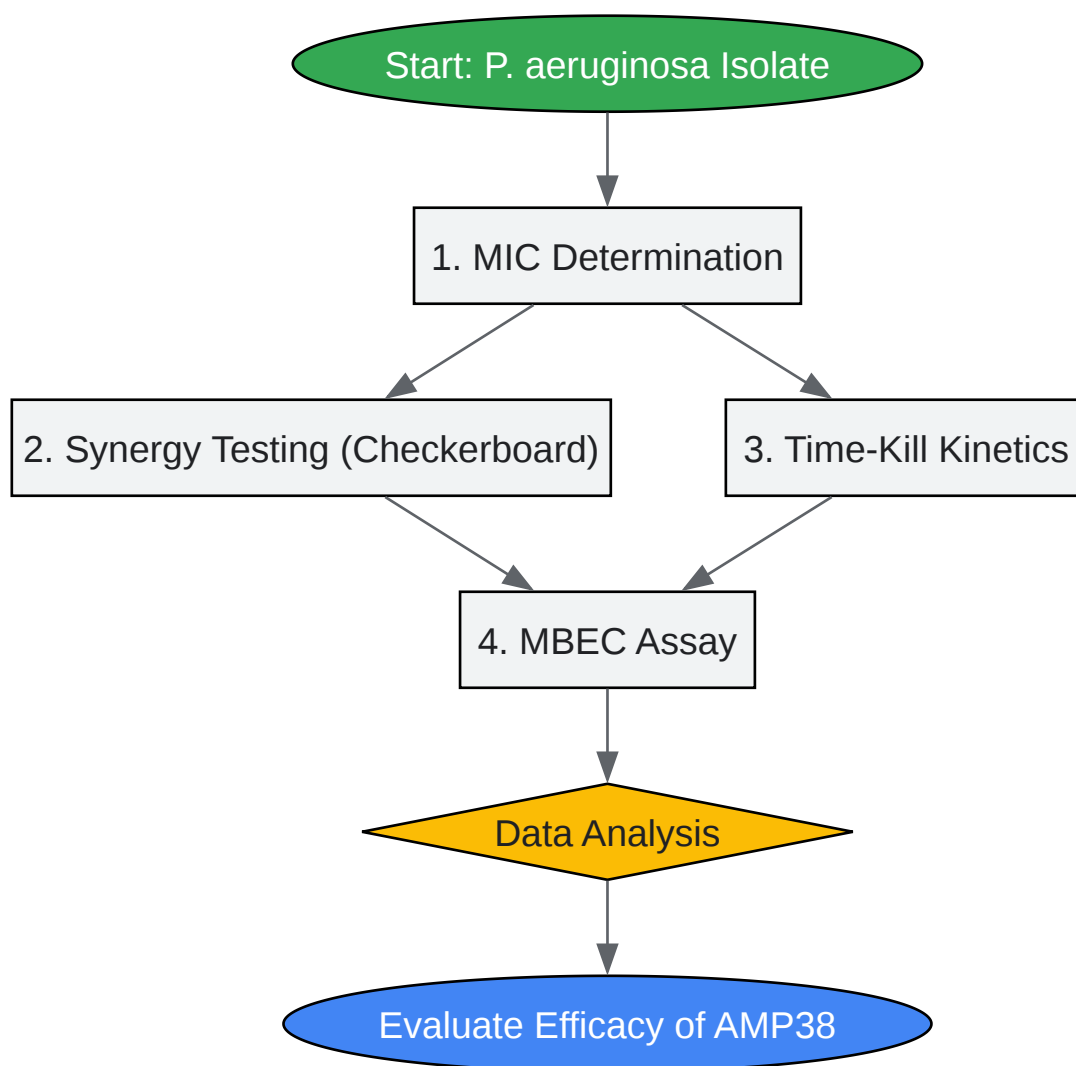 Start: P. aeruginosa Isolate
1. MIC Determination
2. Synergy Testing (Checkerboard)
3. Time-Kill Kinetics
4. MBEC Assay
Data Analysis
Evaluate Efficacy of AMP38